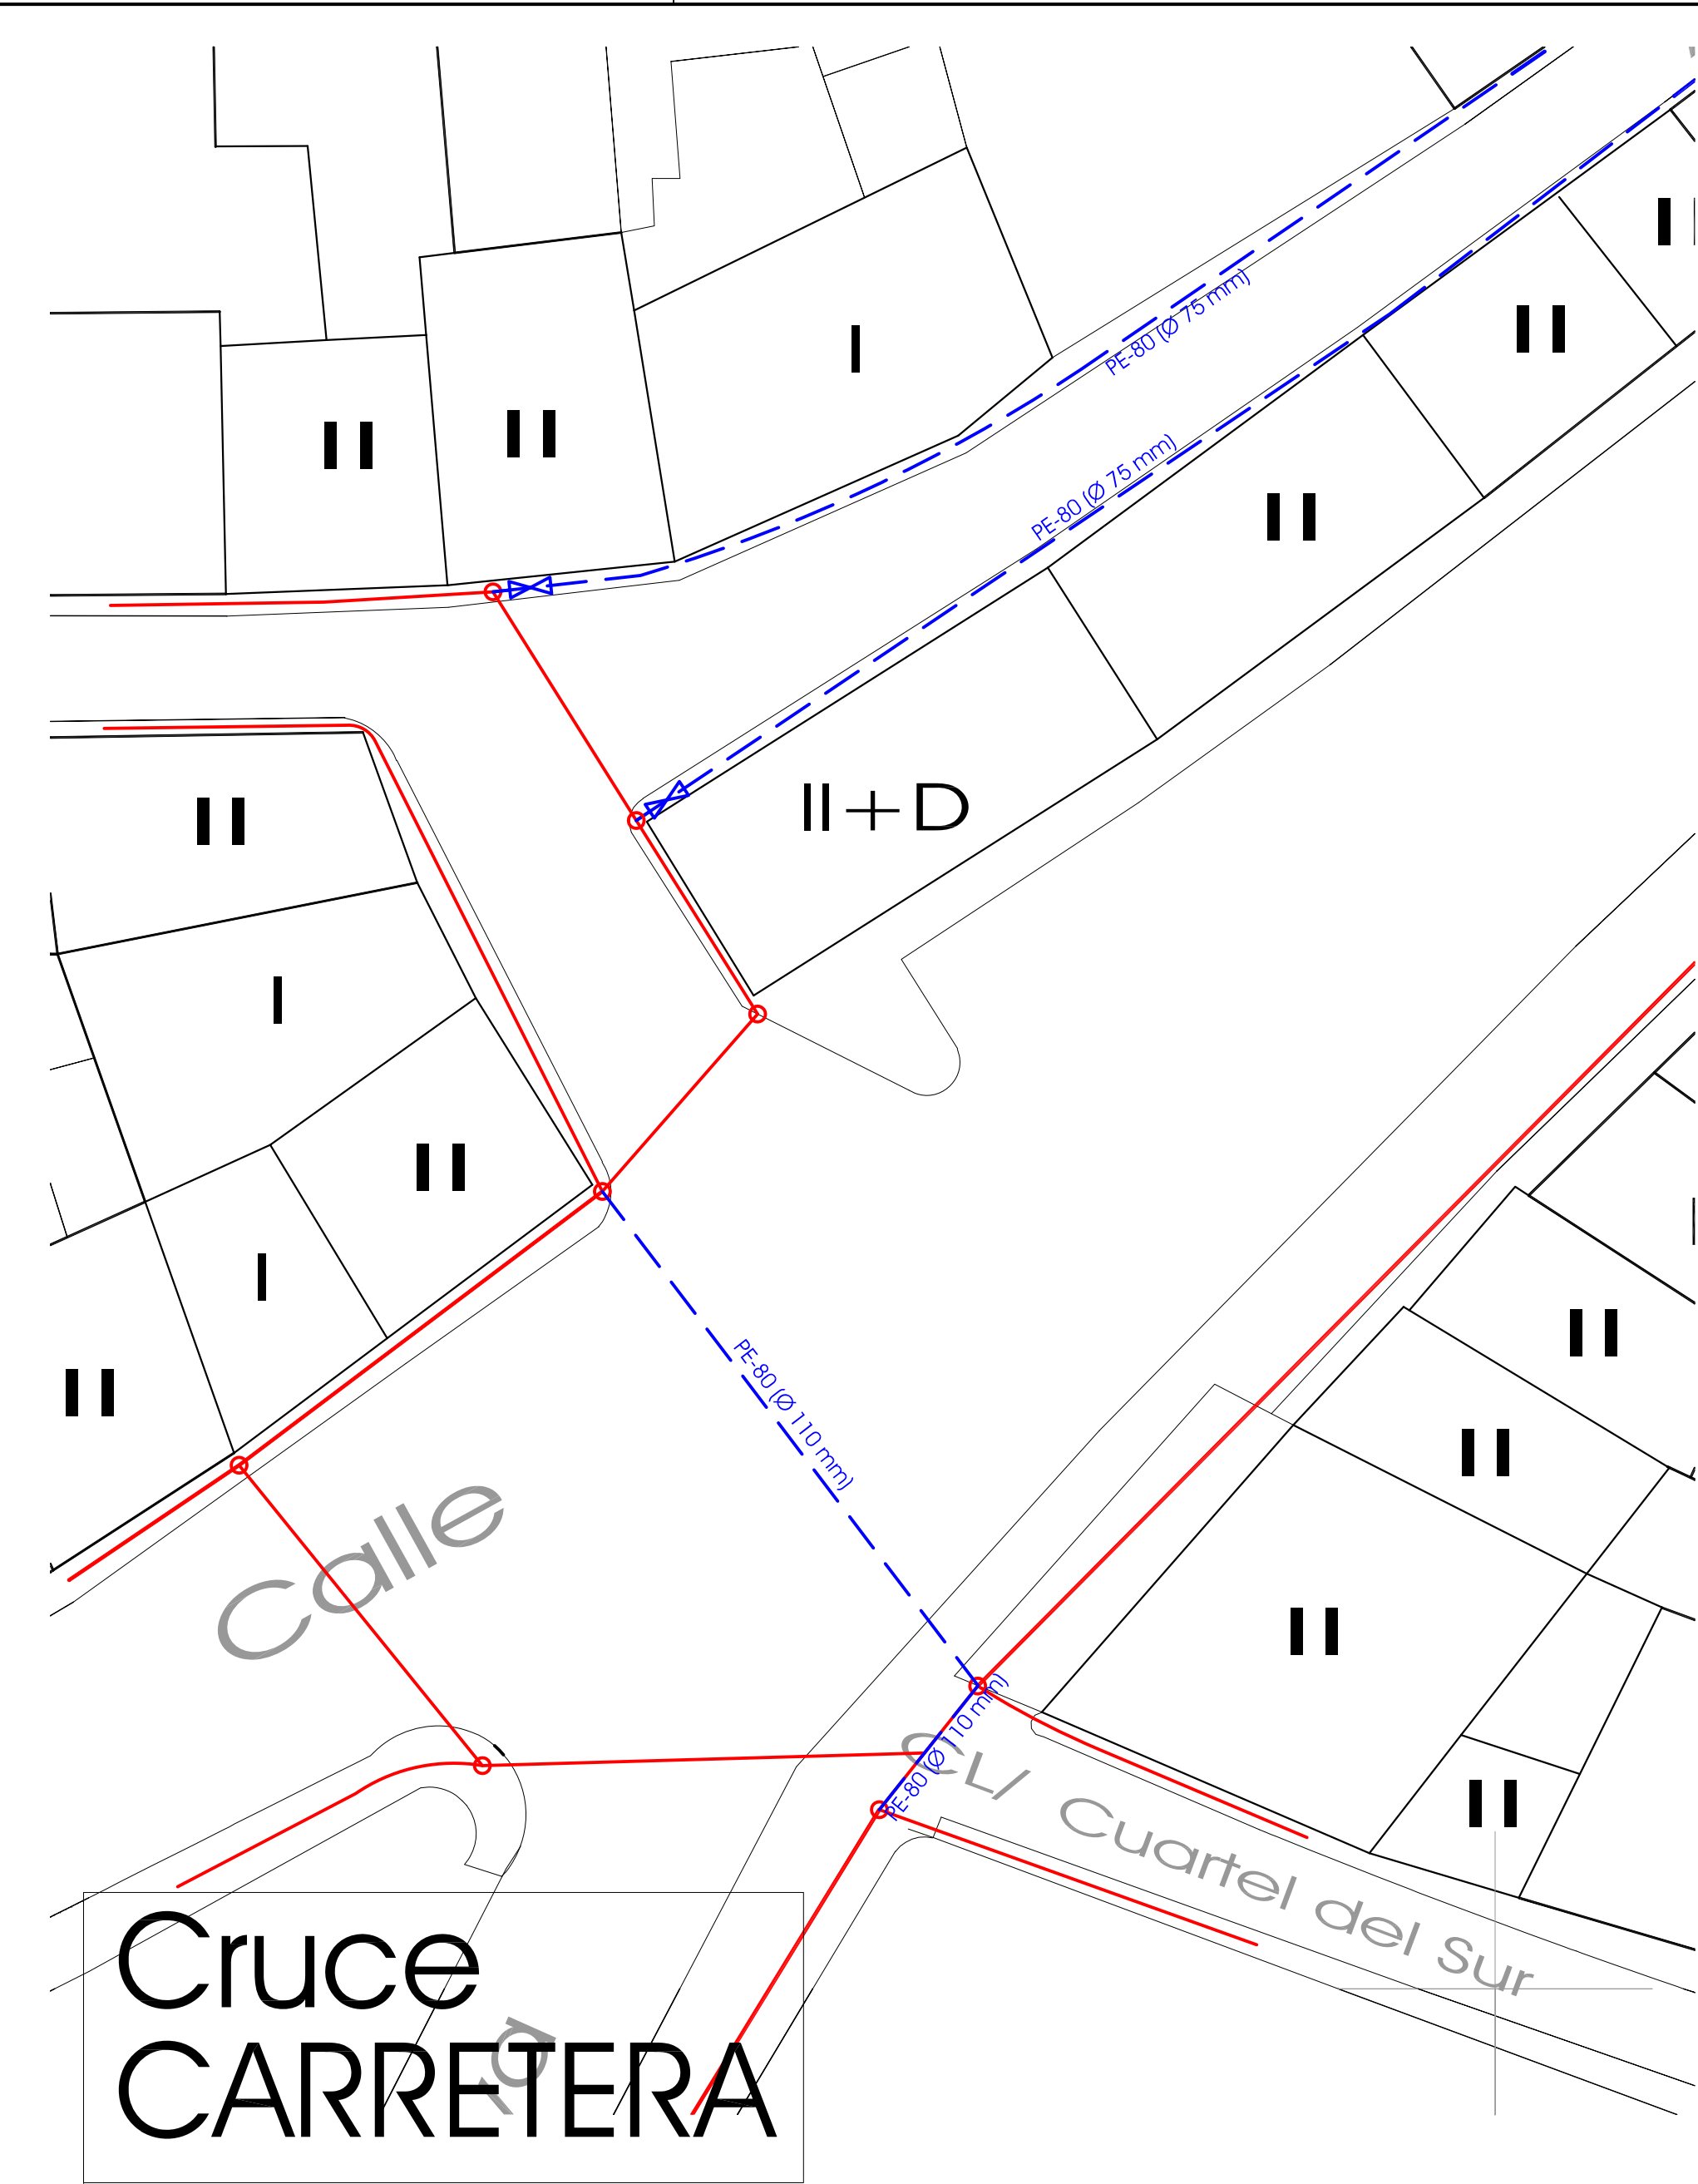 II
I
PE-80 (Ø 75 mm)
II
II
I
PE-80 (Ø 75 mm)
II
II+D
II
I
II
I
II
PE-80 (Ø 110 mm)
II
II
Calle
II
PE-80 (Ø 110 mm)
CL/ Cuartel del Sur
II
Cruce
CARRETERA